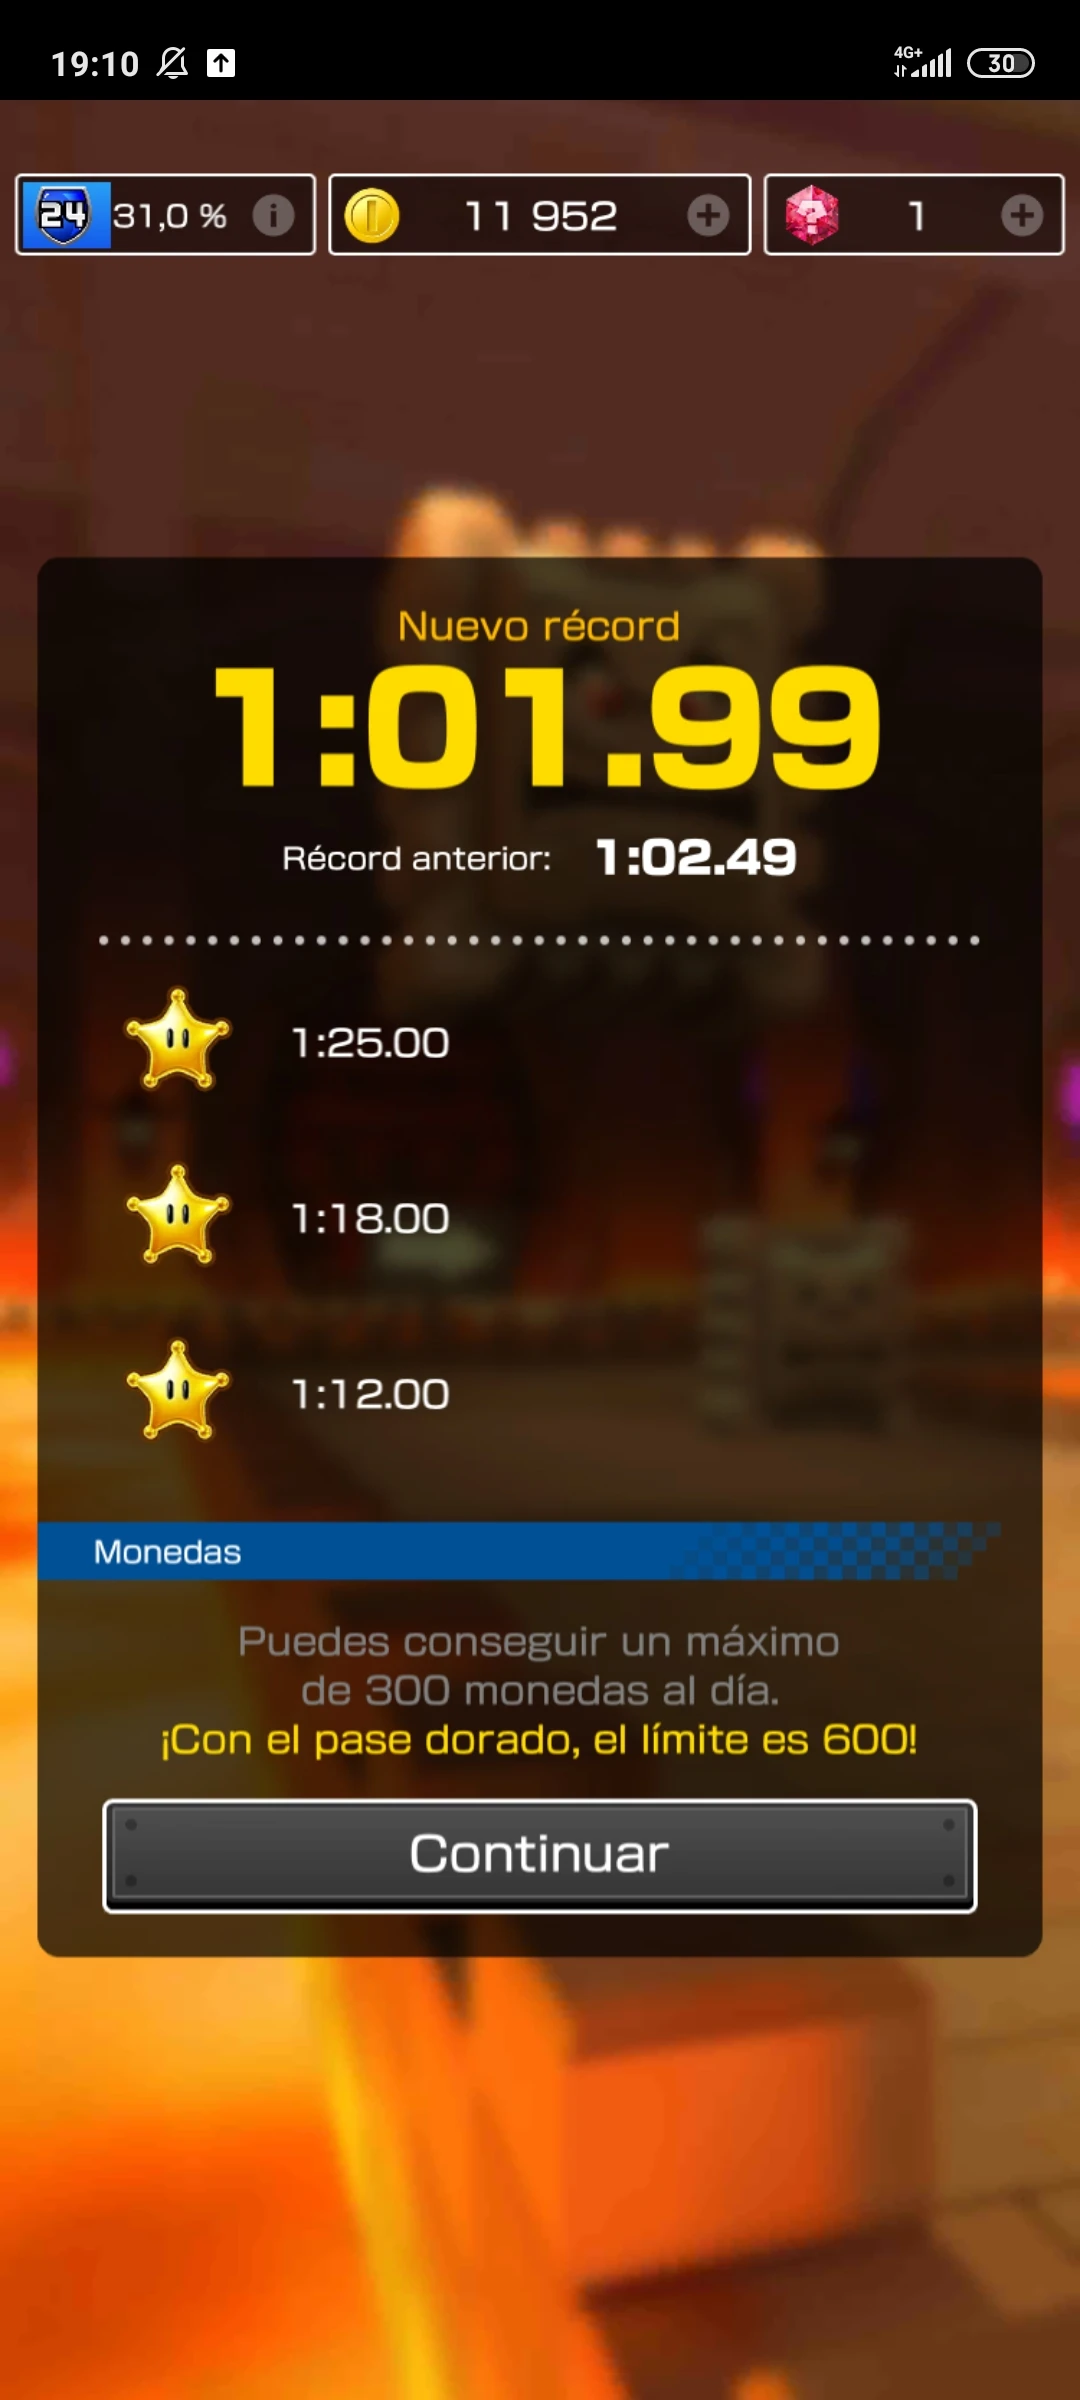 19:10 4G+ 30
24 31,0 % 11 952 1
Nuevo récord
1:01.99
Récord anterior: 1:02.49
1:25.00
1:18.00
1:12.00
Monedas
Puedes conseguir un máximo
de 300 monedas al día.
¡Con el pase dorado, el límite es 600!
Continuar